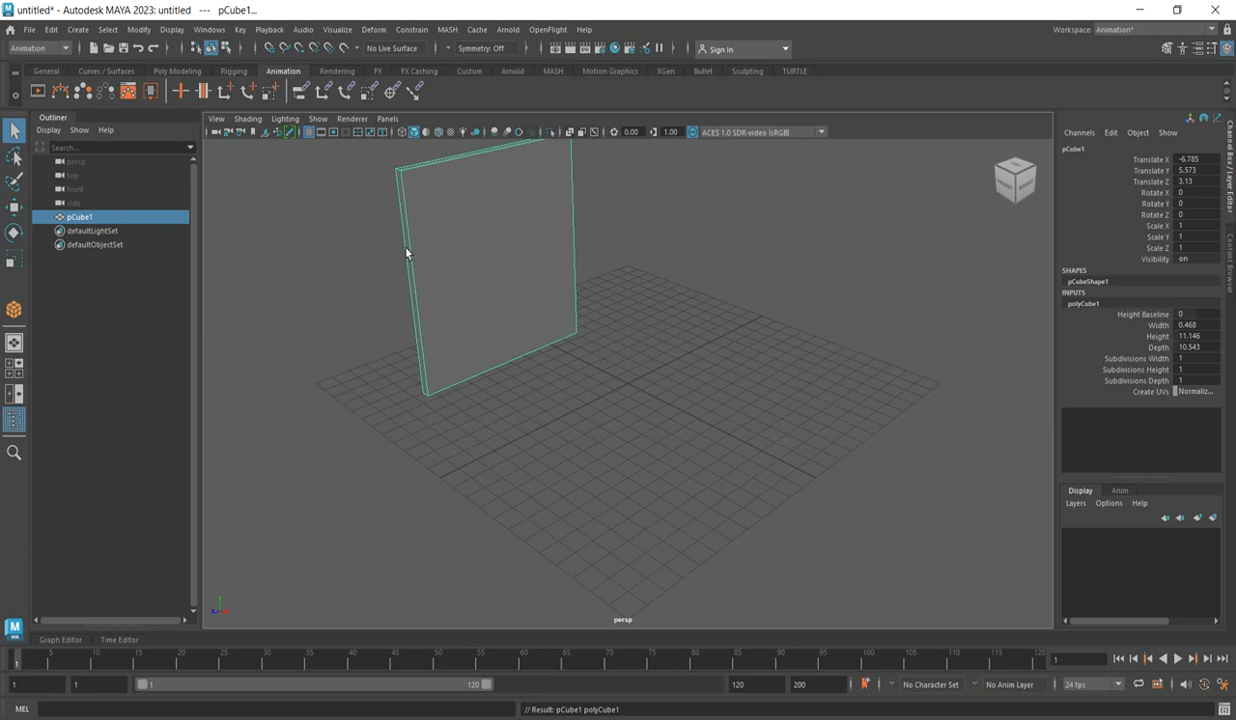 untitled* - Autodesk MAYA 2023: untitled --- pCube1...
File Edit Create Select Modify Display Windows Key Playback Audio Visualize Deform Constrain MASH Cache Arnold OpenFlight Help
Workspace: Animation*
Animation
No Live Surface
Symmetry: Off
Sign In
General Curves / Surfaces Poly Modeling Rigging Animation Rendering FX FX Caching Custom Arnold MASH Motion Graphics XGen Bullet Sculpting TURTLE
Outliner
Display Show Help
Search...
persp
top
front
side
pCube1
defaultLightSet
defaultObjectSet
View Shading Lighting Show Renderer Panels
0.00
1.00
ACES 1.0 SDR-video (sRGB)
persp
Channels Edit Object Show
pCube1
Translate X -6.785
Translate Y 5.573
Translate Z 3.13
Rotate X 0
Rotate Y 0
Rotate Z 0
Scale X 1
Scale Y 1
Scale Z 1
Visibility on
SHAPES
pCubeShape1
INPUTS
polyCube1
Height Baseline 0
Width 0.468
Height 11.146
Depth 10.543
Subdivisions Width 1
Subdivisions Height 1
Subdivisions Depth 1
Create UVs Normaliz...
Display Anim
Layers Options Help
Channel Box / Layer Editor
Content Browser
Graph Editor Time Editor
1 5 10 15 20 25 30 35 40 45 50 55 60 65 70 75 80 85 90 95 100 105 110 115 120
1
1 1 1 120 120 200
No Character Set
No Anim Layer
24 fps
MEL
// Result: pCube1 polyCube1